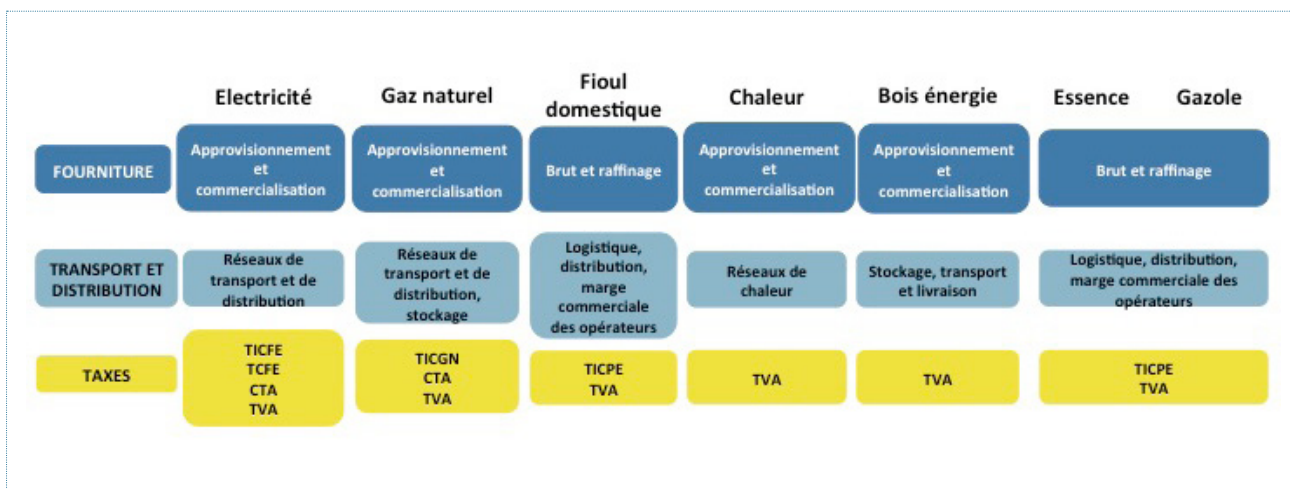 Electricité
Gaz naturel
Fioul
domestique
Chaleur
Bois énergie
Essence
Gazole
FOURNITURE
Approvisionnement
et
commercialisation
Approvisionnement
et
commercialisation
Brut et raffinage
Approvisionnement
et
commercialisation
Approvisionnement
et
commercialisation
Brut et raffinage
TRANSPORT ET
DISTRIBUTION
Réseaux de
transport et de
distribution
Réseaux de
transport et de
distribution,
stockage
Logistique,
distribution,
marge
commerciale
des opérateurs
Réseaux de
chaleur
Stockage, transport
et livraison
Logistique, distribution,
marge commerciale des
opérateurs
TAXES
TICFE
TCFE
CTA
TVA
TICGN
CTA
TVA
TICPE
TVA
TVA
TVA
TICPE
TVA